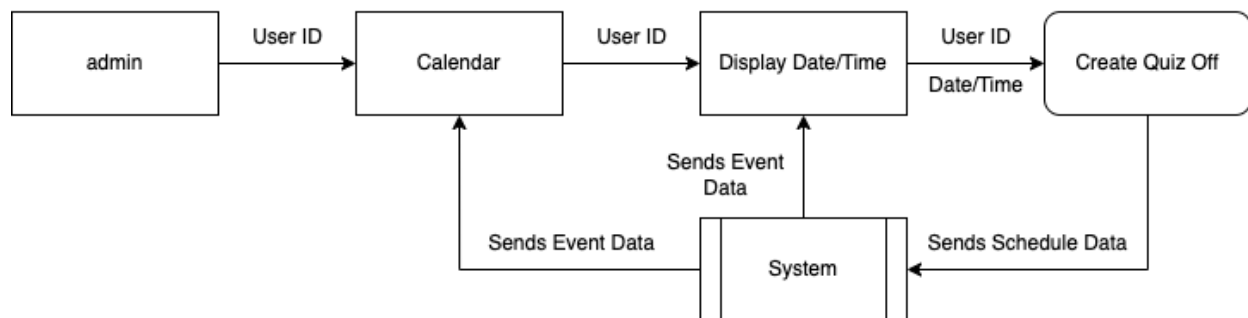 User ID
User ID
User ID
admin
Calendar
Display Date/Time
Create Quiz Off
Date/Time
Sends Event
Data
Sends Event Data
Sends Schedule Data
System